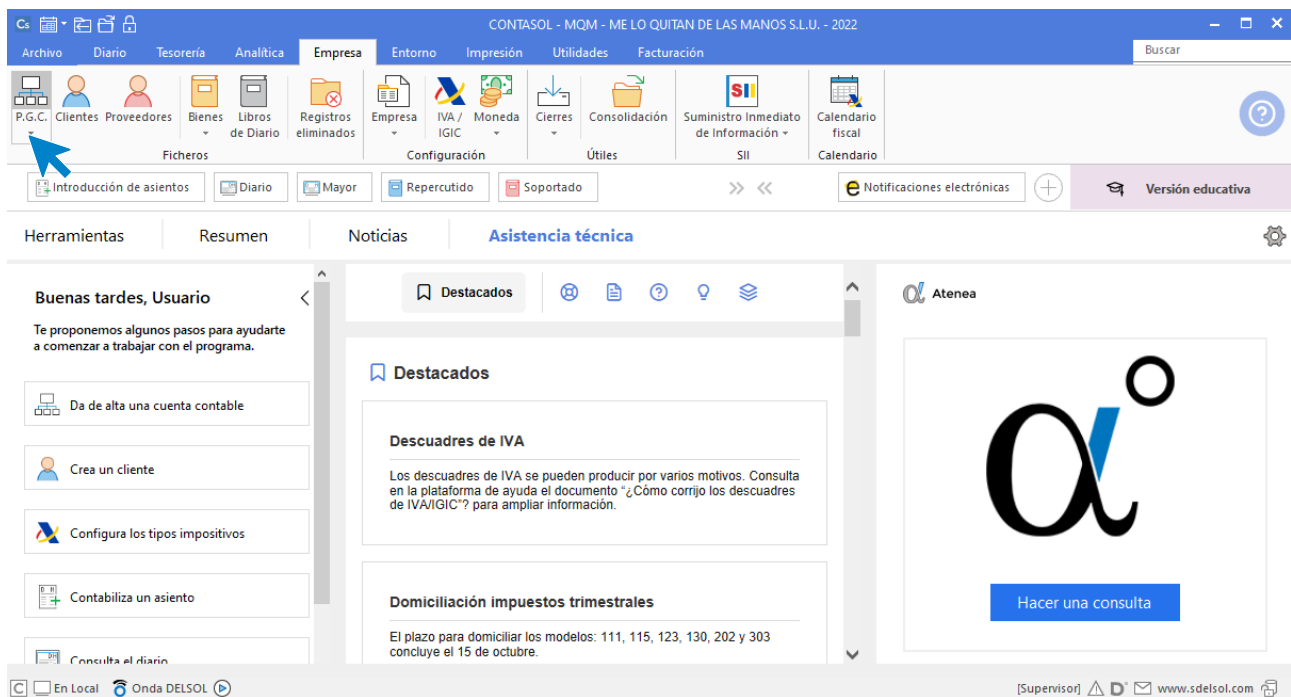 Cs
CONTASOL - MQM - ME LO QUITAN DE LAS MANOS S.L.U. - 2022
Archivo Diario Tesorería Analítica Empresa Entorno Impresión Utilidades Facturación Buscar
P.G.C. Clientes Proveedores Bienes Libros de Diario Registros eliminados Empresa IVA / IGIC Moneda Cierres Consolidación Suministro Inmediato de Información Calendario fiscal
SII
Ficheros Configuración Útiles SII Calendario
Introducción de asientos Diario Mayor Repercutido Soportado Notificaciones electrónicas Versión educativa
Herramientas Resumen Noticias Asistencia técnica
Buenas tardes, Usuario
Te proponemos algunos pasos para ayudarte
a comenzar a trabajar con el programa.
Da de alta una cuenta contable
Crea un cliente
Configura los tipos impositivos
Contabiliza un asiento
Consulta el diario
Destacados
Destacados
Descuadres de IVA
Los descuadres de IVA se pueden producir por varios motivos. Consulta
en la plataforma de ayuda el documento “¿Cómo corrijo los descuadres
de IVA/IGIC”? para ampliar información.
Domiciliación impuestos trimestrales
El plazo para domiciliar los modelos: 111, 115, 123, 130, 202 y 303
concluye el 15 de octubre.
Atenea
Hacer una consulta
C En Local Onda DELSOL [Supervisor] D www.sdelsol.com